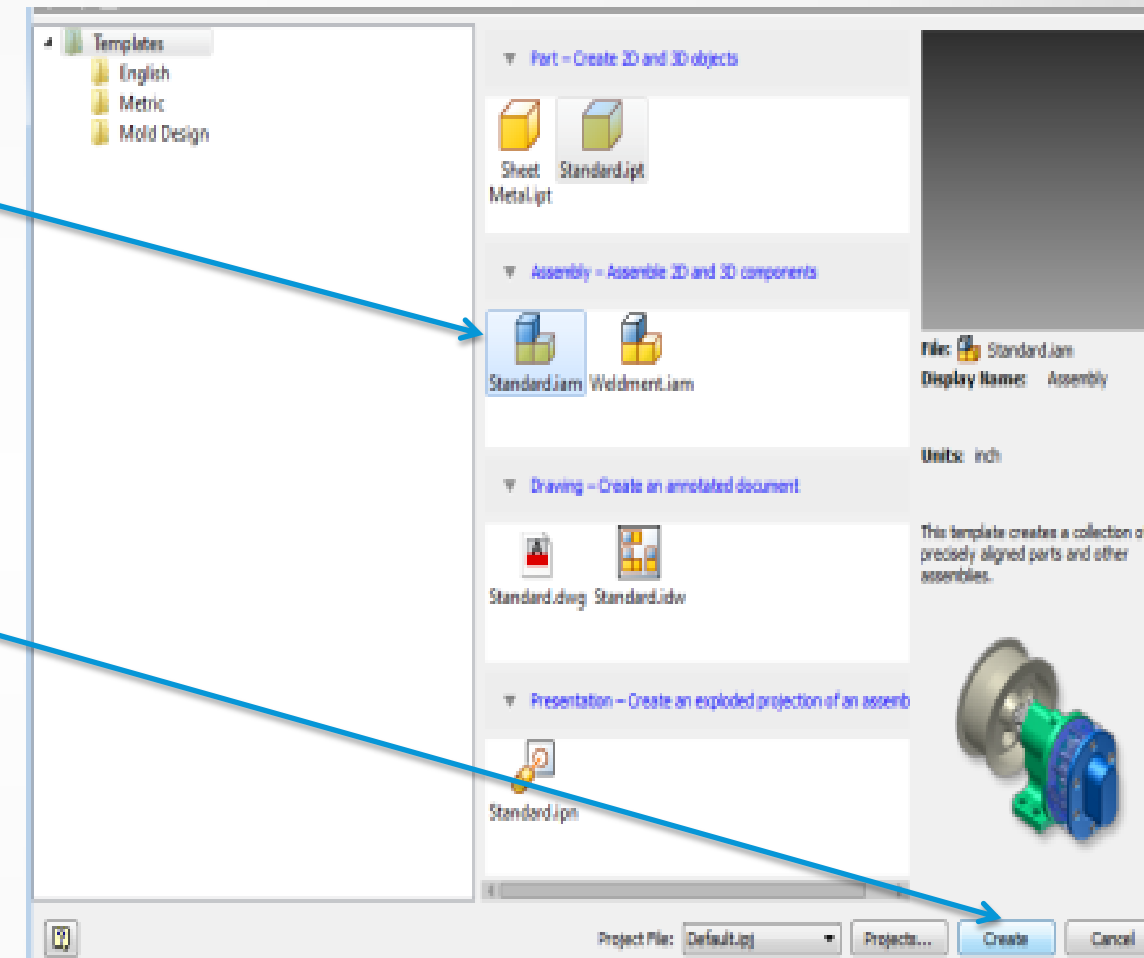 Templates
English
Metric
Mold Design
Part – Create 2D and 3D objects
Sheet
Metal.ipt
Standard.ipt
Assembly – Assemble 2D and 3D components
Standard.iam Weldment.iam
Drawing – Create an annotated document
Standard.dwg Standard.idw
Presentation – Create an exploded projection of an assemb
Standard.ipn
File: Standard.iam
Display Name: Assembly
Units: inch
This template creates a collection o
precisely aligned parts and other
assemblies.
Project File: Default.ipj Projects... Create Cancel